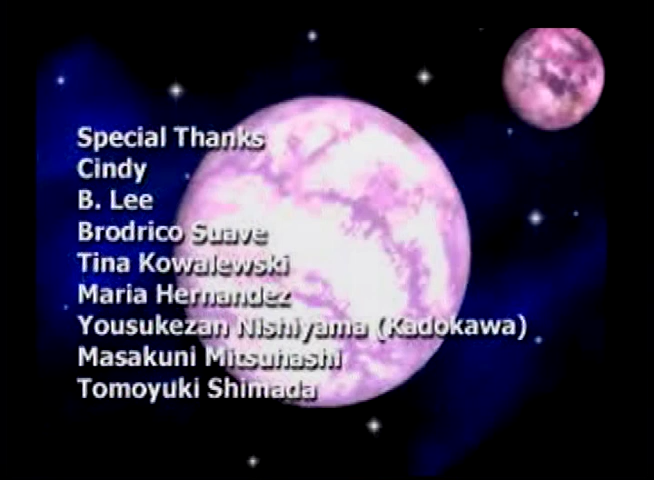 Special Thanks
Cindy
B. Lee
Brodrico Suave
Tina Kowalewski
Maria Hernandez
Yousukezan Nishiyama (Kadokawa)
Masakuni Mitsuhashi
Tomoyuki Shimada